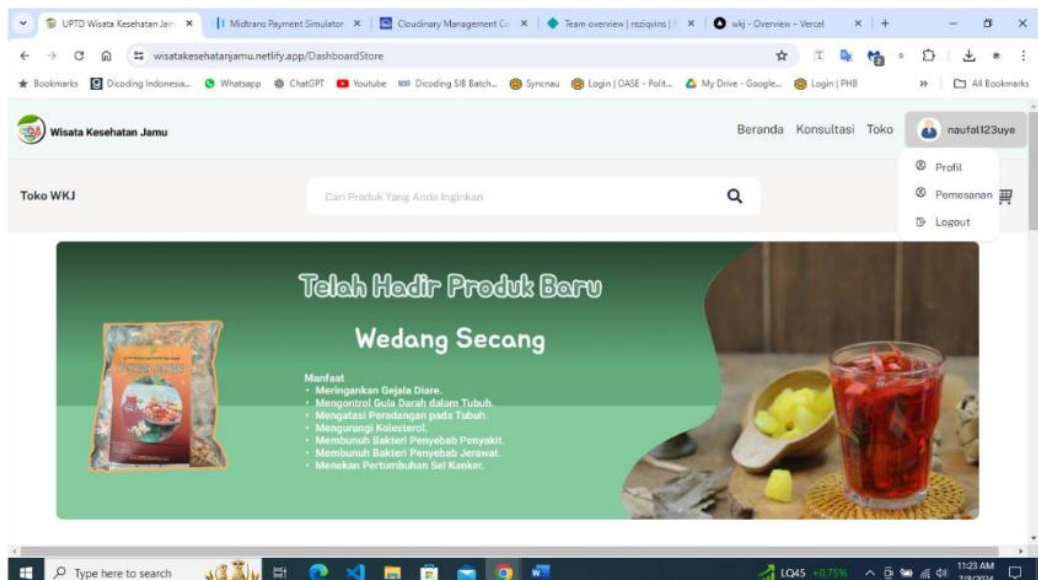 UPTD Wisata Kesehatan Jam
Midtrans Payment Simulator
Cloudinary Management Co
Team overview | reziqvins |
wkj - Overview – Vercel
wisatakesehatanjamu.netlify.app/DashboardStore
Bookmarks
Dicoding Indonesia...
Whatsapp
ChatGPT
Youtube
Dicoding SIB Batch...
Syncnau
Login | OASE - Polit...
My Drive - Google...
Login | PHB
All Bookmarks
Wisata Kesehatan Jamu
Beranda Konsultasi Toko
naufal123uye
Profil
Pemesanan
Logout
Toko WKJ
Cari Produk Yang Anda Inginkan
Telah Hadir Produk Baru
Wedang Secang
Manfaat
• Meringankan Gejala Diare.
• Mengontrol Gula Darah dalam Tubuh.
• Mengatasi Peradangan pada Tubuh.
• Mengurangi Kolesterol.
• Membunuh Bakteri Penyebab Penyakit.
• Membunuh Bakteri Penyebab Jerawat.
• Menekan Pertumbuhan Sel Kanker.
Type here to search
LQ45 +0.75%
11:23 AM
7/8/2024